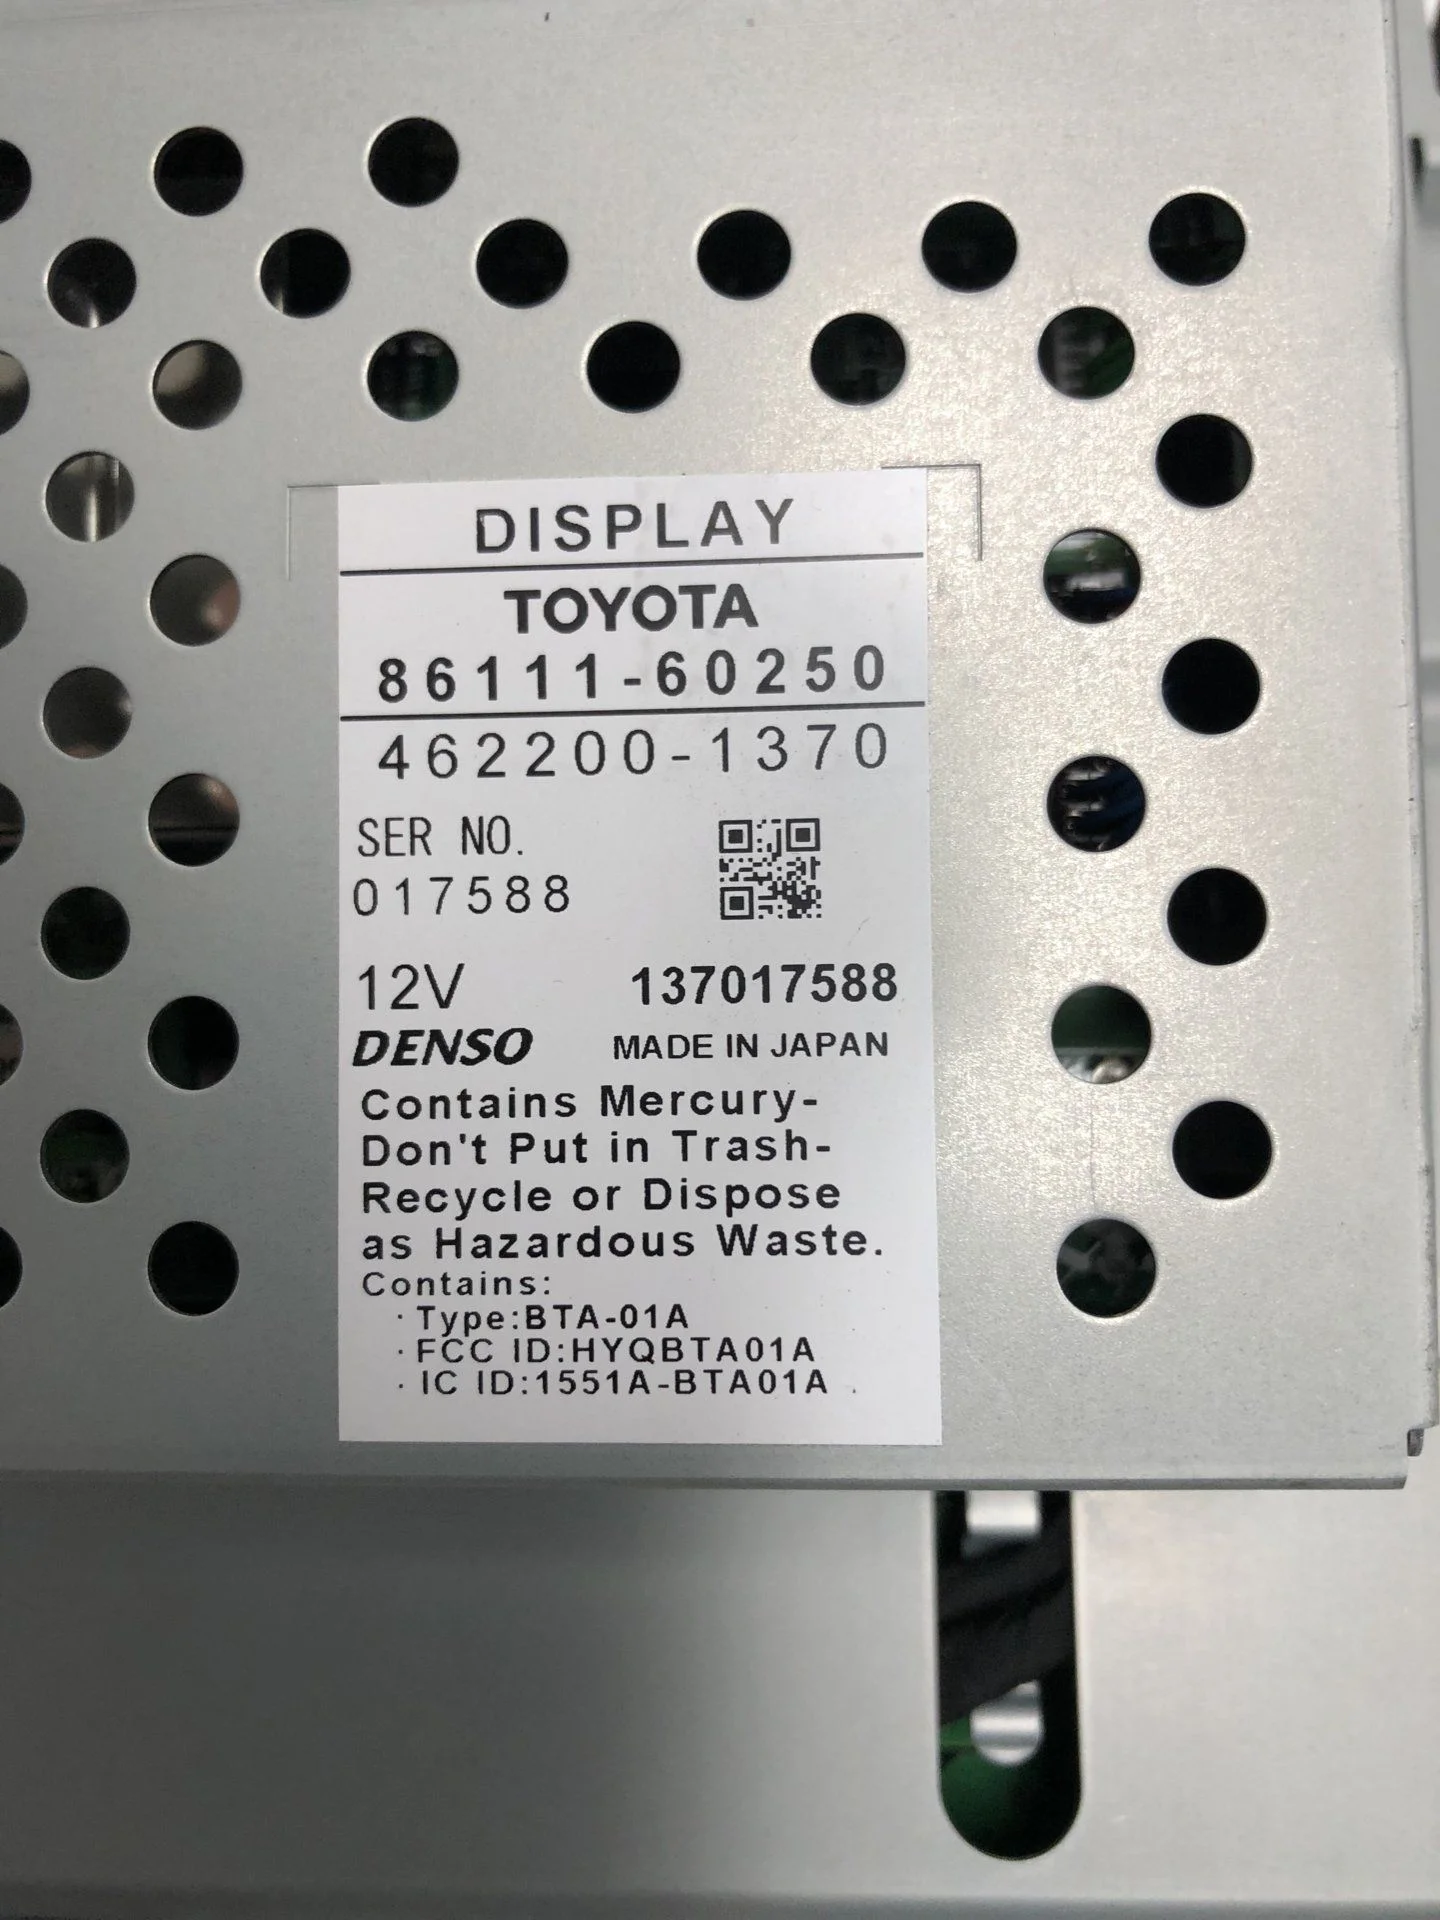 DISPLAY
TOYOTA
86111-60250
462200-1370
SER NO.
017588
12V 137017588
DENSO MADE IN JAPAN
Contains Mercury-
Don't Put in Trash-
Recycle or Dispose
as Hazardous Waste.
Contains:
・Type:BTA-01A
・FCC ID:HYQBTA01A
・IC ID:1551A-BTA01A .